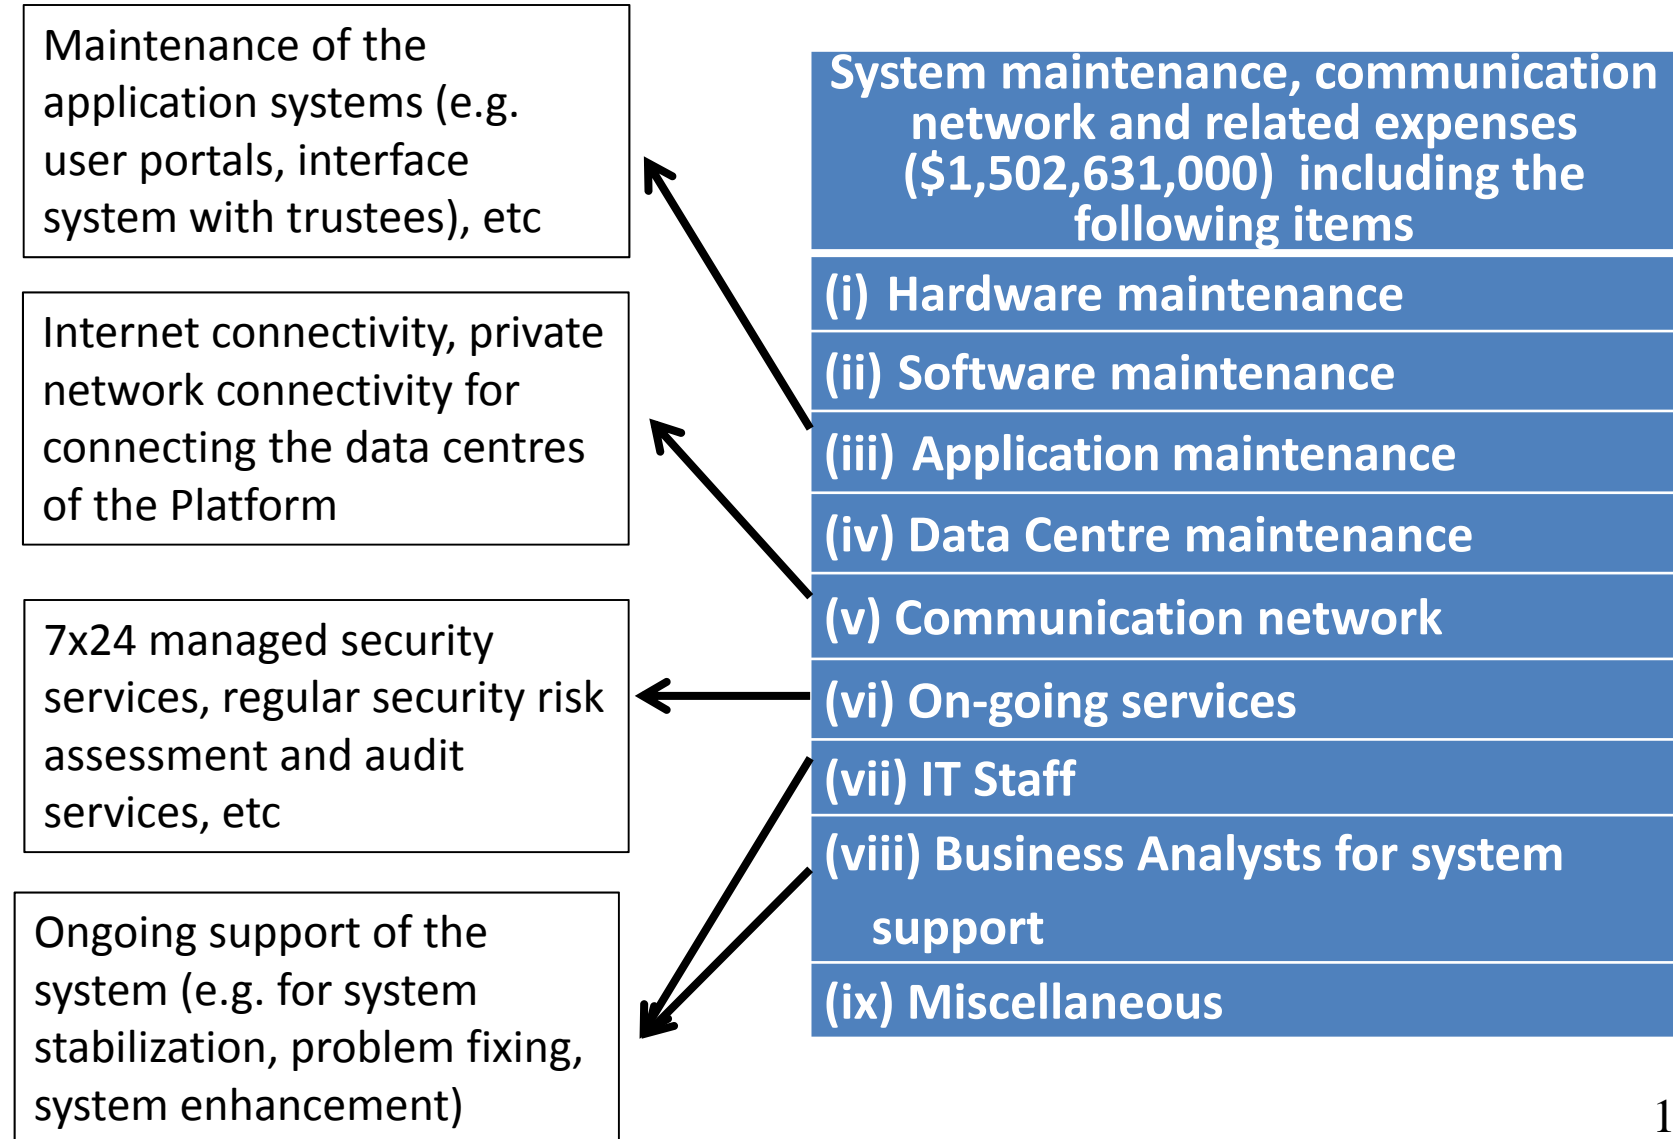 Maintenance of the
application systems (e.g.
user portals, interface
system with trustees), etc
Internet connectivity, private
network connectivity for
connecting the data centres
of the Platform
7x24 managed security
services, regular security risk
assessment and audit
services, etc
Ongoing support of the
system (e.g. for system
stabilization, problem fixing,
system enhancement)
System maintenance, communication
network and related expenses
($1,502,631,000) including the
following items
(i) Hardware maintenance
(ii) Software maintenance
(iii) Application maintenance
(iv) Data Centre maintenance
(v) Communication network
(vi) On-going services
(vii) IT Staff
(viii) Business Analysts for system
support
(ix) Miscellaneous
1